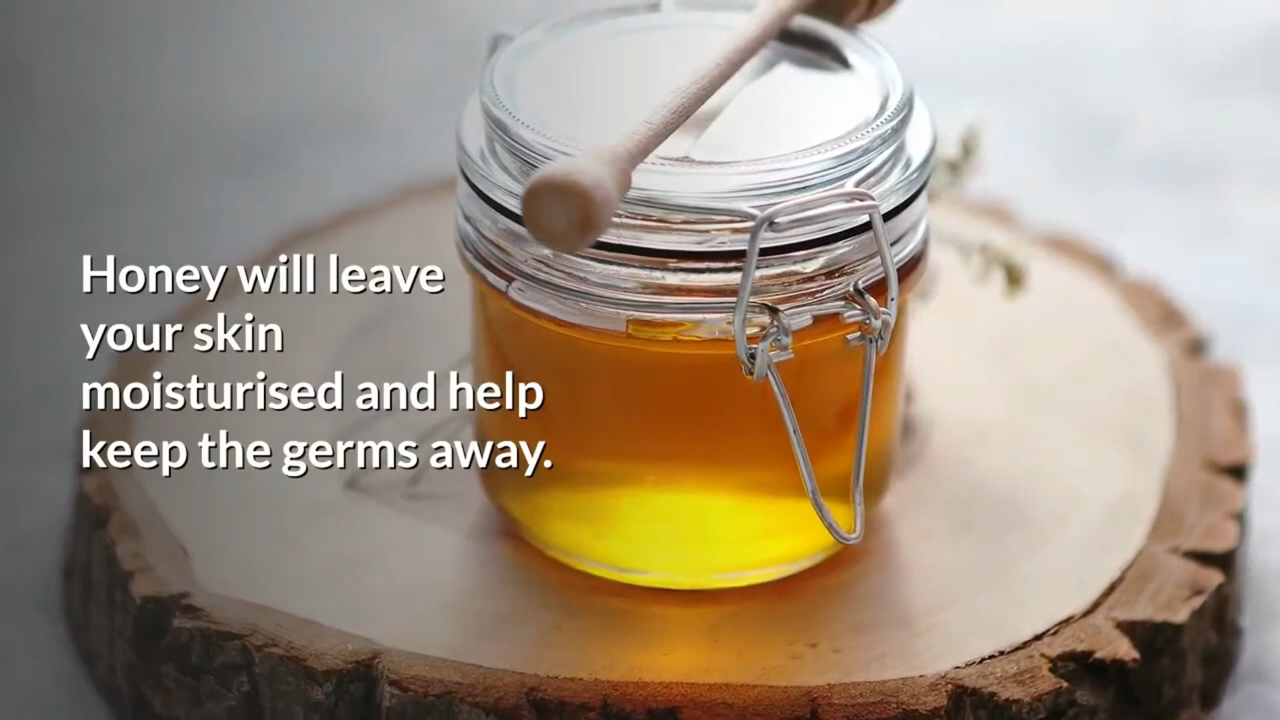 Honey will leave
your skin
moisturised and help
keep the germs away.